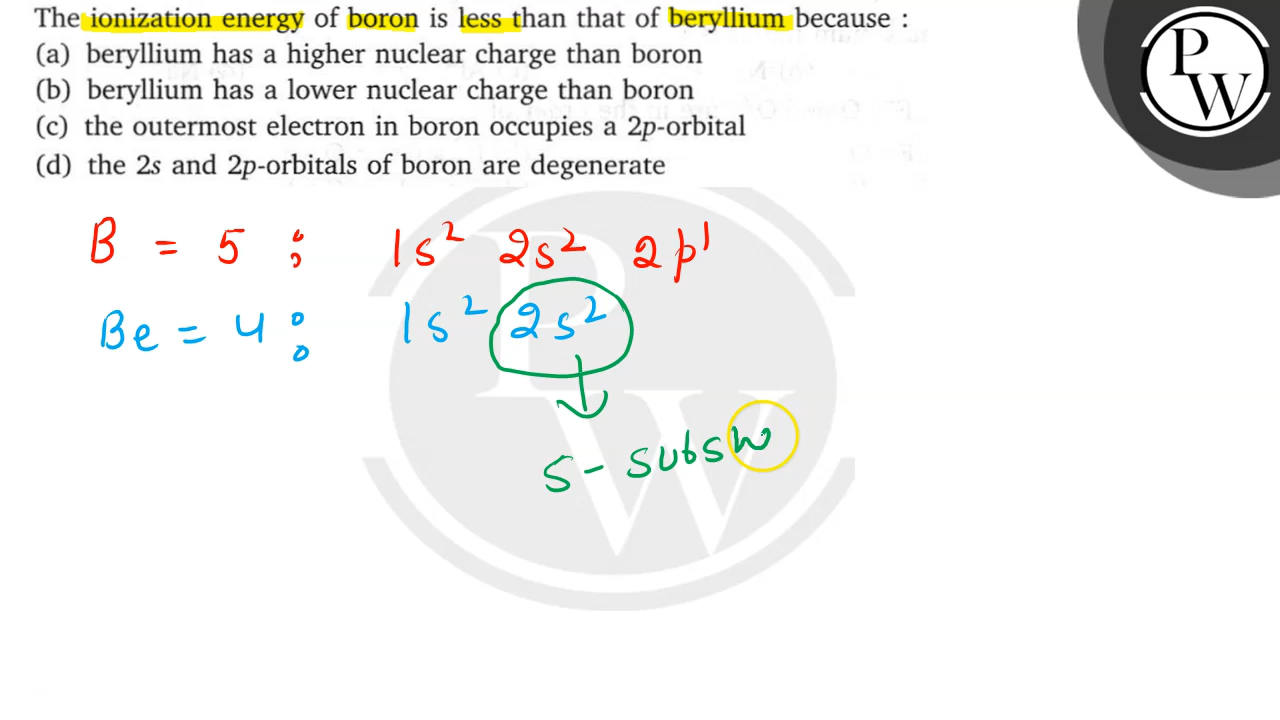 The ionization energy of boron is less than that of beryllium because :
(a) beryllium has a higher nuclear charge than boron
(b) beryllium has a lower nuclear charge than boron
(c) the outermost electron in boron occupies a 2p-orbital
(d) the 2s and 2p-orbitals of boron are degenerate
P
W
B = 5 : 1s² 2s² 2p¹
Be = 4 : 1s² 2s²
s - subsh
PW